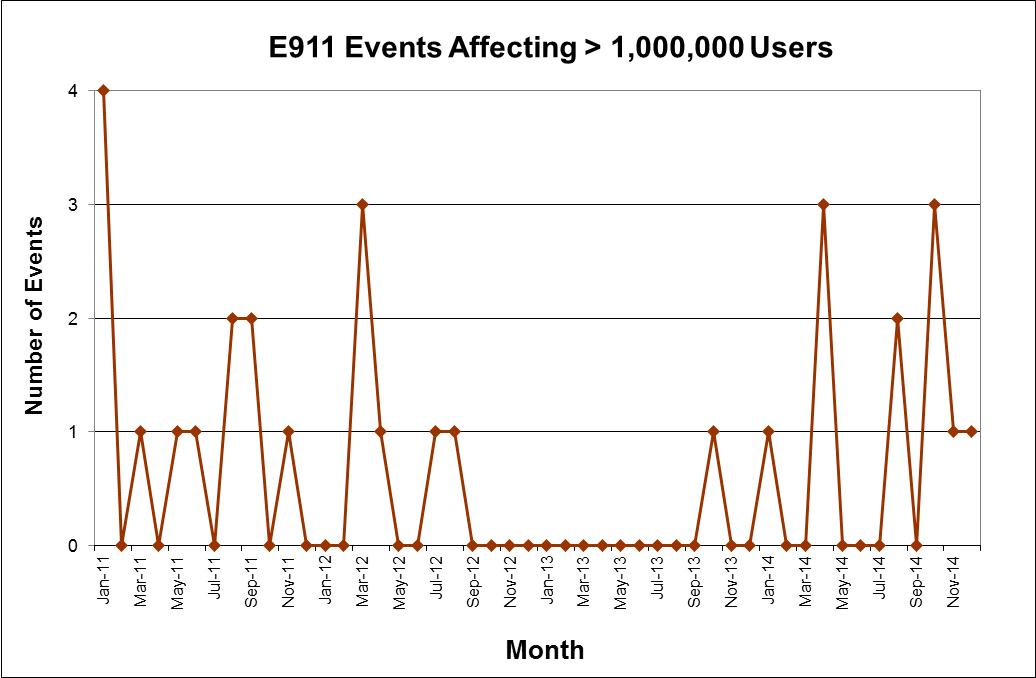 E911 Events Affecting > 1,000,000 Users
4
3
2
1
0
Number of Events
Jan-11
Mar-11
May-11
Jul-11
Sep-11
Nov-11
Jan-12
Mar-12
May-12
Jul-12
Sep-12
Nov-12
Jan-13
Mar-13
May-13
Jul-13
Sep-13
Nov-13
Jan-14
Mar-14
May-14
Jul-14
Sep-14
Nov-14
Month